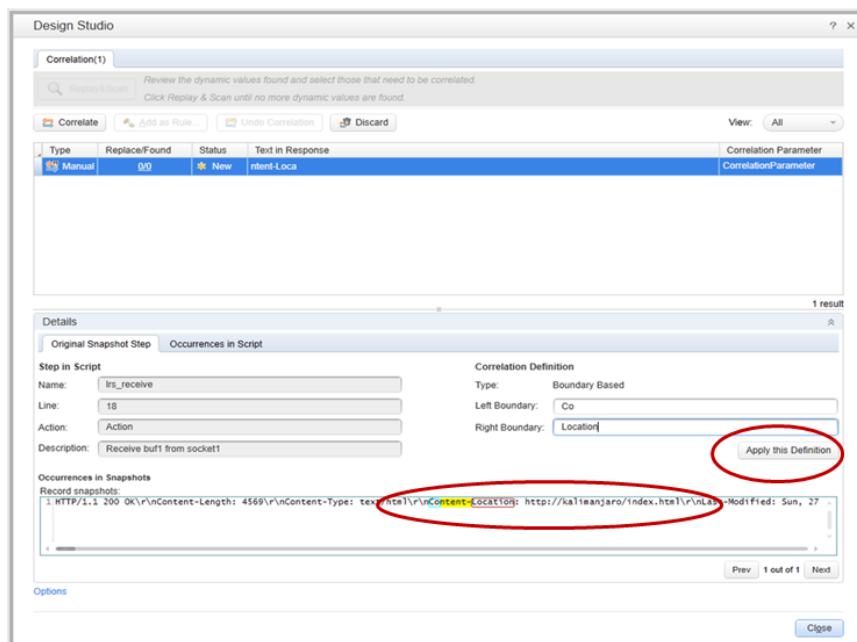 Design Studio ? ×
Correlation(1)
Replay&Scan
Review the dynamic values found and select those that need to be correlated.
Click Replay & Scan until no more dynamic values are found.
Correlate Add as Rule... Undo Correlation Discard View: All
Type Replace/Found Status Text in Response Correlation Parameter
Manual 0/0 New ntent-Loca CorrelationParameter
1 result
Details
Original Snapshot Step Occurrences in Script
Step in Script Correlation Definition
Name: lrs_receive Type: Boundary Based
Line: 18 Left Boundary: Co
Action: Action Right Boundary: Location
Description: Receive buf1 from socket1 Apply this Definition
Occurrences in Snapshots
Record snapshots:
1 HTTP/1.1 200 OK\r\nContent-Length: 4569\r\nContent-Type: text/html\r\nContent-Location: http://kalimanjaro/index.html\r\nLast-Modified: Sun, 27
Prev 1 out of 1 Next
Options
Close